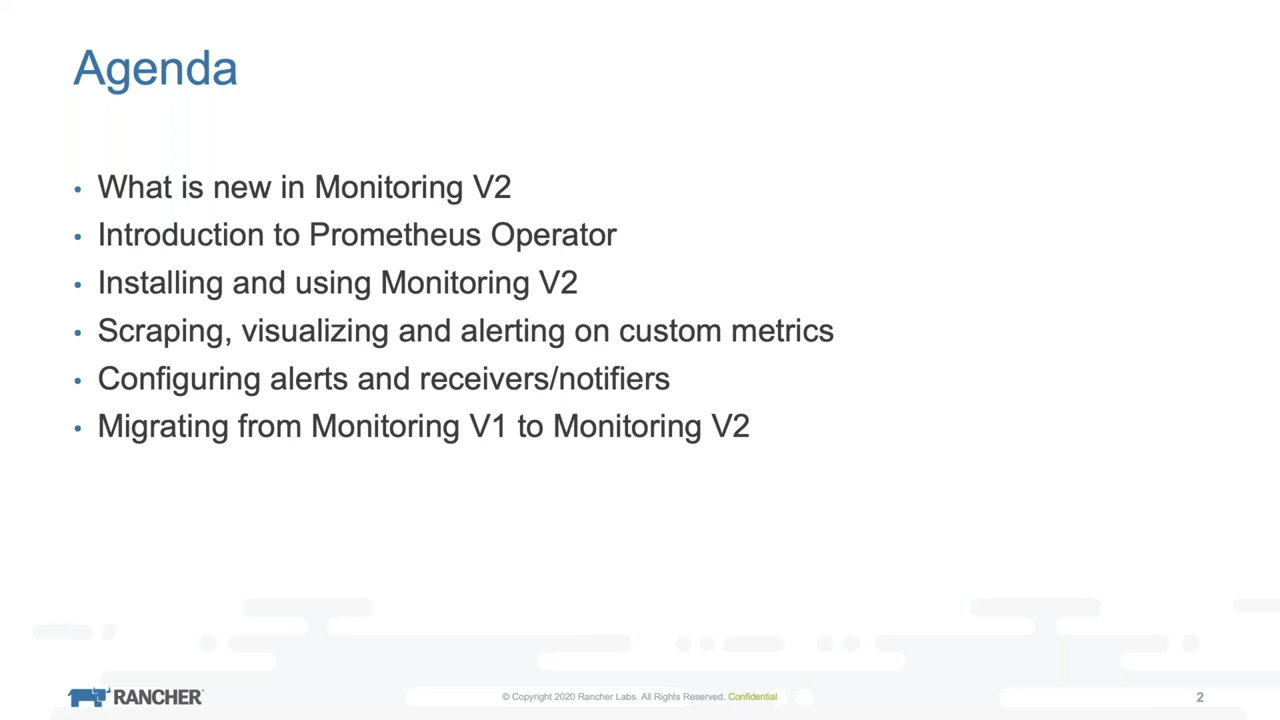 Agenda
• What is new in Monitoring V2
• Introduction to Prometheus Operator
• Installing and using Monitoring V2
• Scraping, visualizing and alerting on custom metrics
• Configuring alerts and receivers/notifiers
• Migrating from Monitoring V1 to Monitoring V2
RANCHER
© Copyright 2020 Rancher Labs. All Rights Reserved. Confidential
2